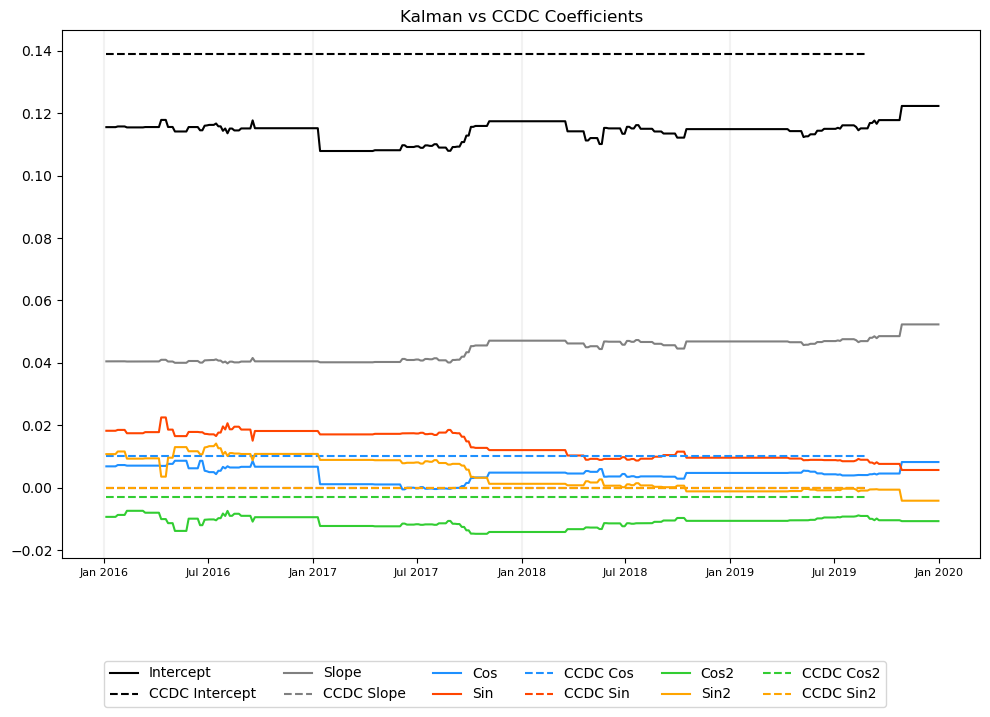 Kalman vs CCDC Coefficients
0.14
0.12
0.10
0.08
0.06
0.04
0.02
0.00
−0.02
Jan 2016 Jul 2016 Jan 2017 Jul 2017 Jan 2018 Jul 2018 Jan 2019 Jul 2019 Jan 2020
Intercept Slope Cos CCDC Cos Cos2 CCDC Cos2
CCDC Intercept CCDC Slope Sin CCDC Sin Sin2 CCDC Sin2